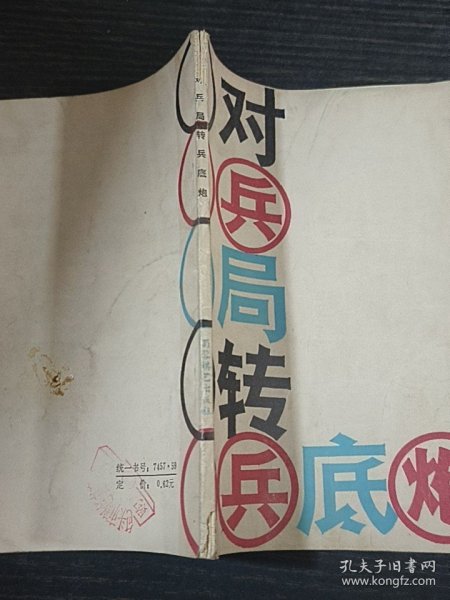 对兵局转兵底炮
对
兵
局
转
兵底炮
统一书号：7457·59
定 价：0.62元
孔夫子旧书网
www.kongfz.com